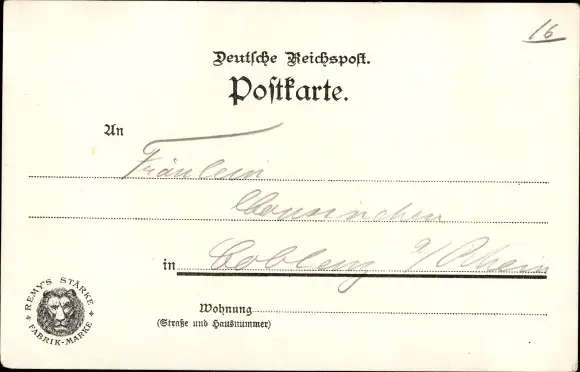 16
Deutsche Reichspost.
Postkarte.
An
Fräulein
in Coblenz a/Rhein
Wohnung
(Straße und Hausnummer)
REMY'S STÄRKE
FABRIK-MARKE